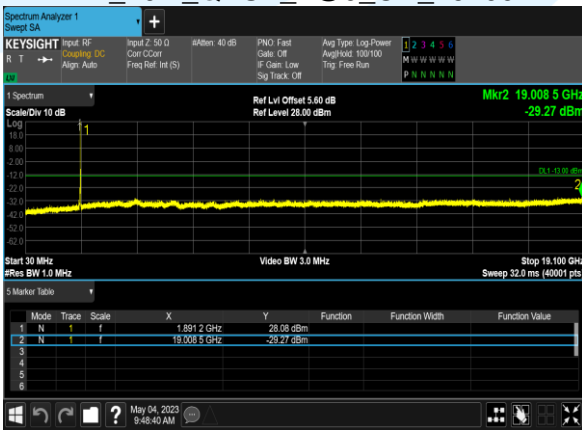 Spectrum Analyzer 1
Swept SA
KEYSIGHT
R T
LW
Input: RF
Coupling: DC
Align: Auto
Input Z: 50 Ω
Corr CCorr
Freq Ref: Int (S)
#Atten: 40 dB
PNO: Fast
Gate: Off
IF Gain: Low
Sig Track: Off
Avg Type: Log-Power
Avg|Hold: 100/100
Trig: Free Run
1 2 3 4 5 6
M W W W W W
P N N N N N
1 Spectrum
Scale/Div 10 dB
Ref Lvl Offset 5.60 dB
Ref Level 28.00 dBm
Mkr2 19.008 5 GHz
-29.27 dBm
Log
1
18.0
8.00
-2.00
-12.0
DL1 -13.00 dBm
-22.0
2
-32.0
-42.0
-52.0
-62.0
Start 30 MHz
Video BW 3.0 MHz
Stop 19.100 GHz
#Res BW 1.0 MHz
Sweep 32.0 ms (40001 pts)
5 Marker Table
Mode Trace Scale X Y Function Function Width Function Value
1 N 1 f 1.891 2 GHz 28.08 dBm
2 N 1 f 19.008 5 GHz -29.27 dBm
3
4
5
6
? May 04, 2023
9:48:40 AM